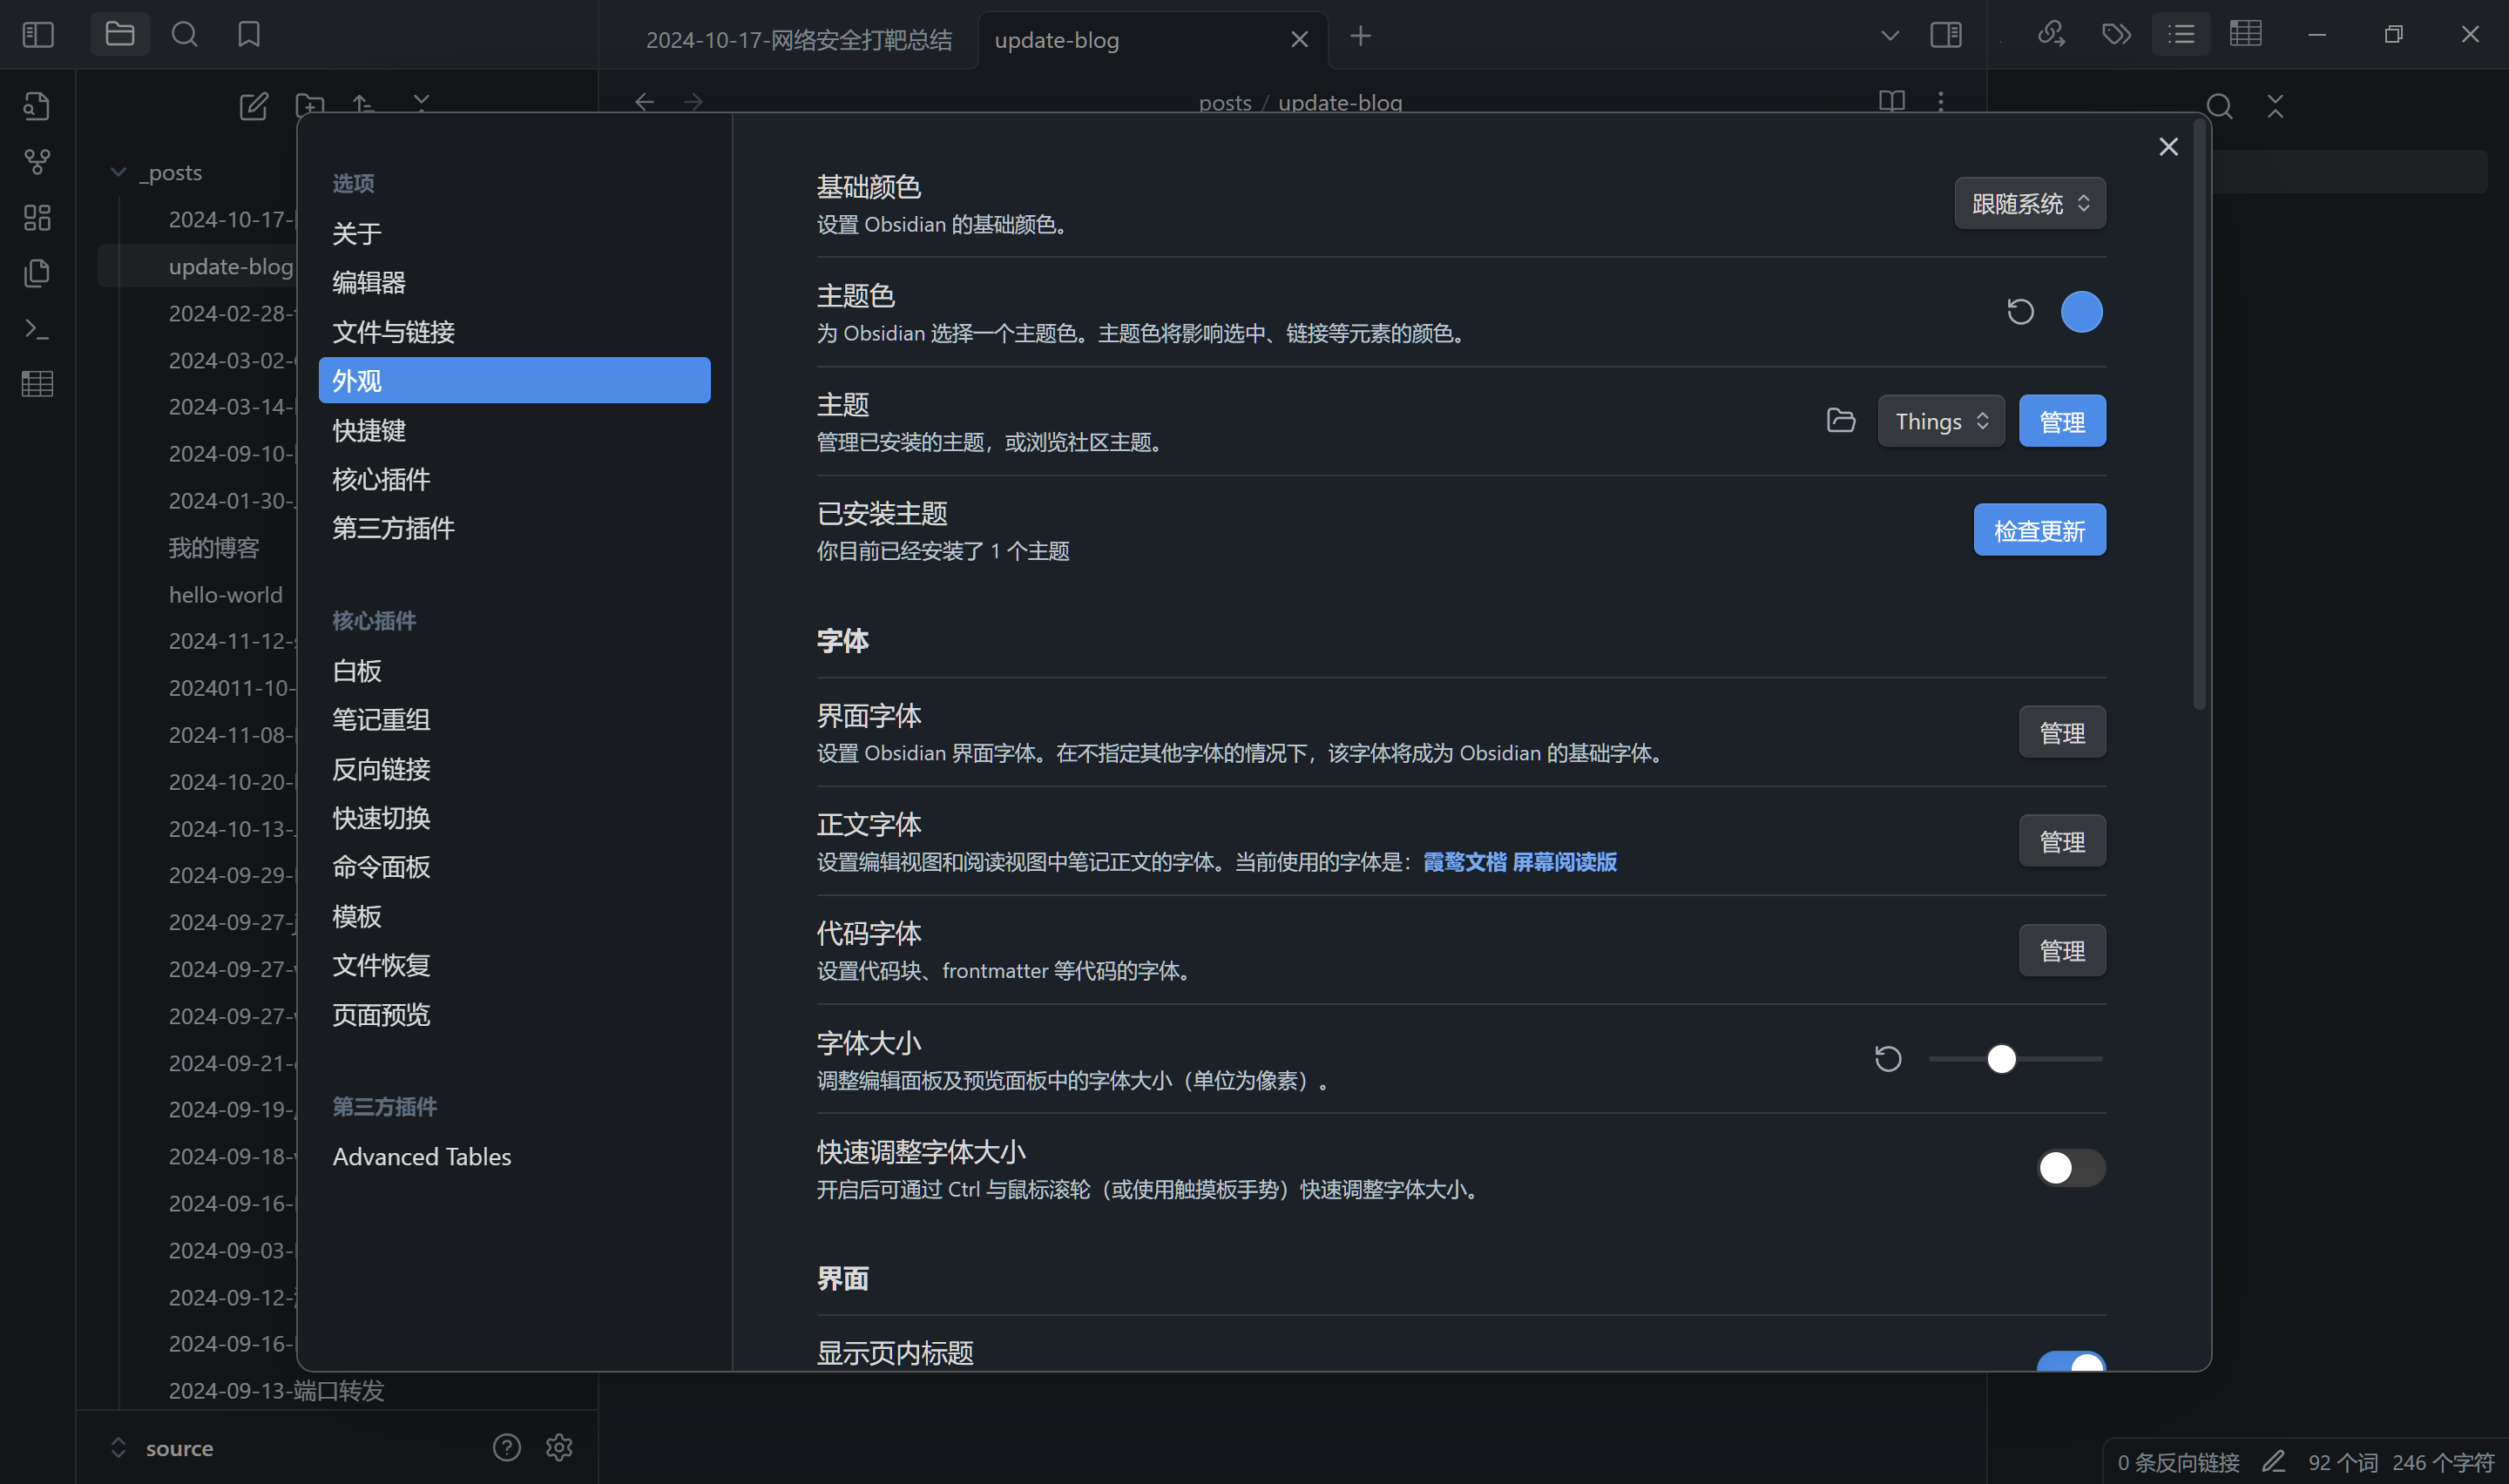 2024-10-17-网络安全打靶总结
update-blog
posts / update-blog
_posts
2024-10-17-
update-blog
2024-02-28-
2024-03-02-
2024-03-14-
2024-09-10-
2024-01-30-
我的博客
hello-world
2024-11-12-
2024011-10-
2024-11-08-
2024-10-20-
2024-10-13-
2024-09-29-
2024-09-27-j
2024-09-27-
2024-09-27-
2024-09-21-
2024-09-19-
2024-09-18-
2024-09-16-
2024-09-03-
2024-09-12-
2024-09-16-
2024-09-13-端口转发
source
选项
关于
编辑器
文件与链接
外观
快捷键
核心插件
第三方插件
核心插件
白板
笔记重组
反向链接
快速切换
命令面板
模板
文件恢复
页面预览
第三方插件
Advanced Tables
基础颜色
设置 Obsidian 的基础颜色。
跟随系统
主题色
为 Obsidian 选择一个主题色。主题色将影响选中、链接等元素的颜色。
主题
管理已安装的主题，或浏览社区主题。
Things
管理
已安装主题
你目前已经安装了 1 个主题
检查更新
字体
界面字体
设置 Obsidian 界面字体。在不指定其他字体的情况下，该字体将成为 Obsidian 的基础字体。
管理
正文字体
设置编辑视图和阅读视图中笔记正文的字体。当前使用的字体是：霞鹜文楷 屏幕阅读版
管理
代码字体
设置代码块、frontmatter 等代码的字体。
管理
字体大小
调整编辑面板及预览面板中的字体大小（单位为像素）。
快速调整字体大小
开启后可通过 Ctrl 与鼠标滚轮（或使用触摸板手势）快速调整字体大小。
界面
显示页内标题
0 条反向链接
92 个词
246 个字符